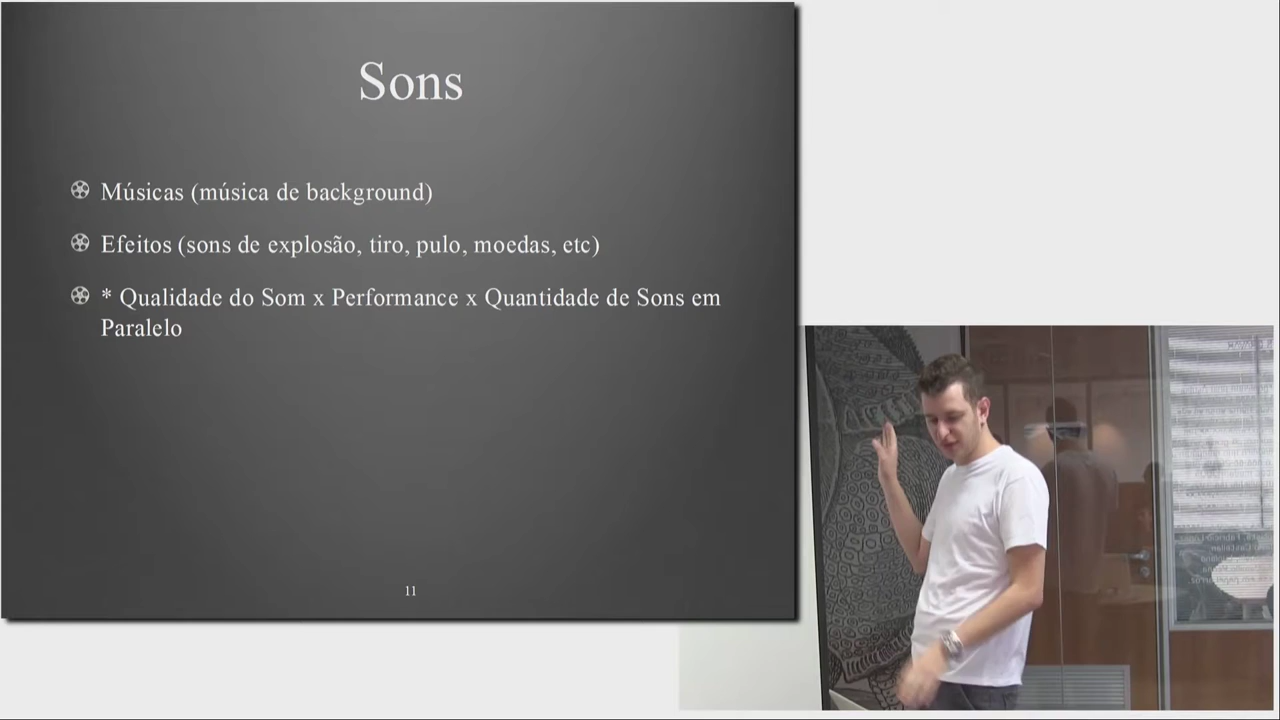 Sons
Músicas (música de background)
Efeitos (sons de explosão, tiro, pulo, moedas, etc)
* Qualidade do Som x Performance x Quantidade de Sons em
Paralelo
11